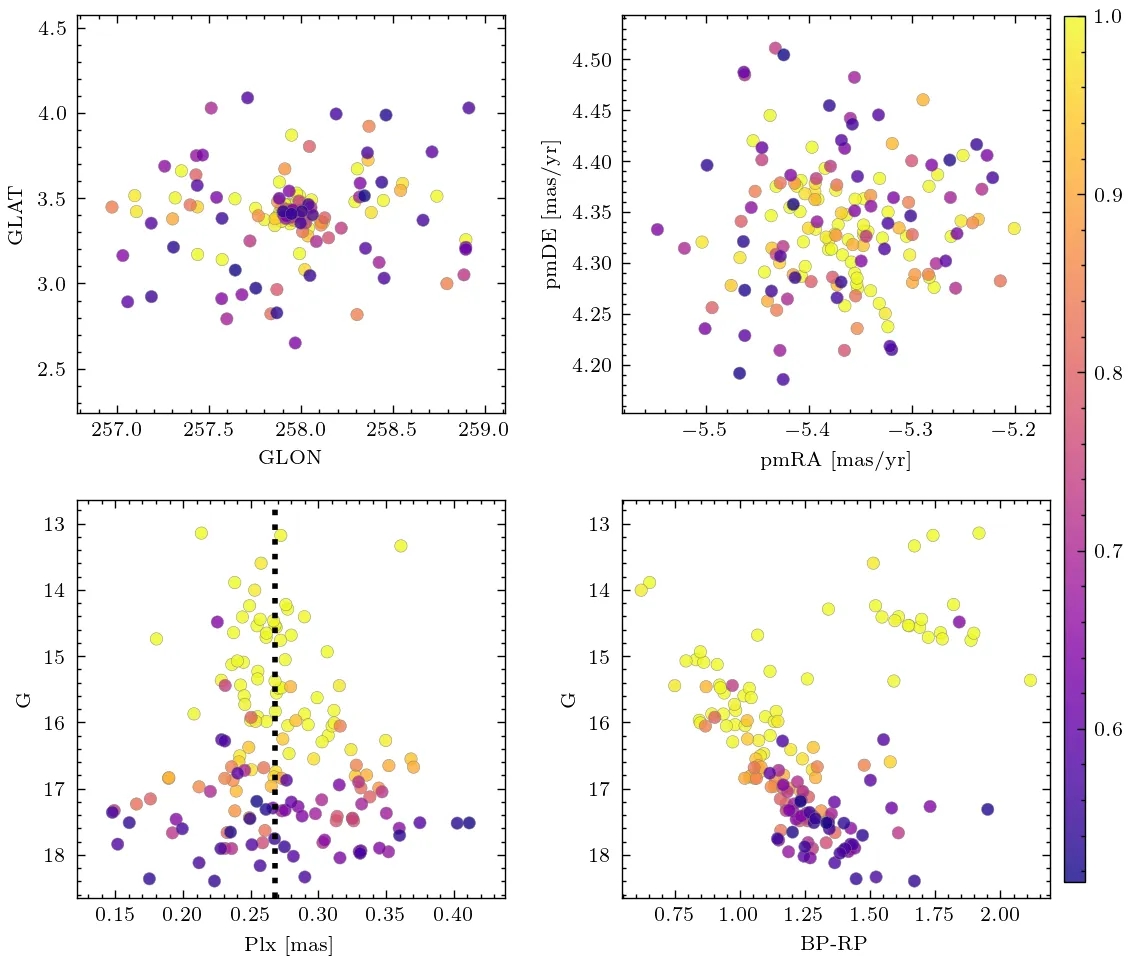 4.5
4.0
3.5
3.0
2.5
GLAT
257.0 257.5 258.0 258.5 259.0
GLON
4.50
4.45
4.40
4.35
4.30
4.25
4.20
pmDE [mas/yr]
−5.5 −5.4 −5.3 −5.2
pmRA [mas/yr]
1.0
0.9
0.8
0.7
0.6
13
14
15
16
17
18
G
0.15 0.20 0.25 0.30 0.35 0.40
Plx [mas]
13
14
15
16
17
18
G
0.75 1.00 1.25 1.50 1.75 2.00
BP-RP